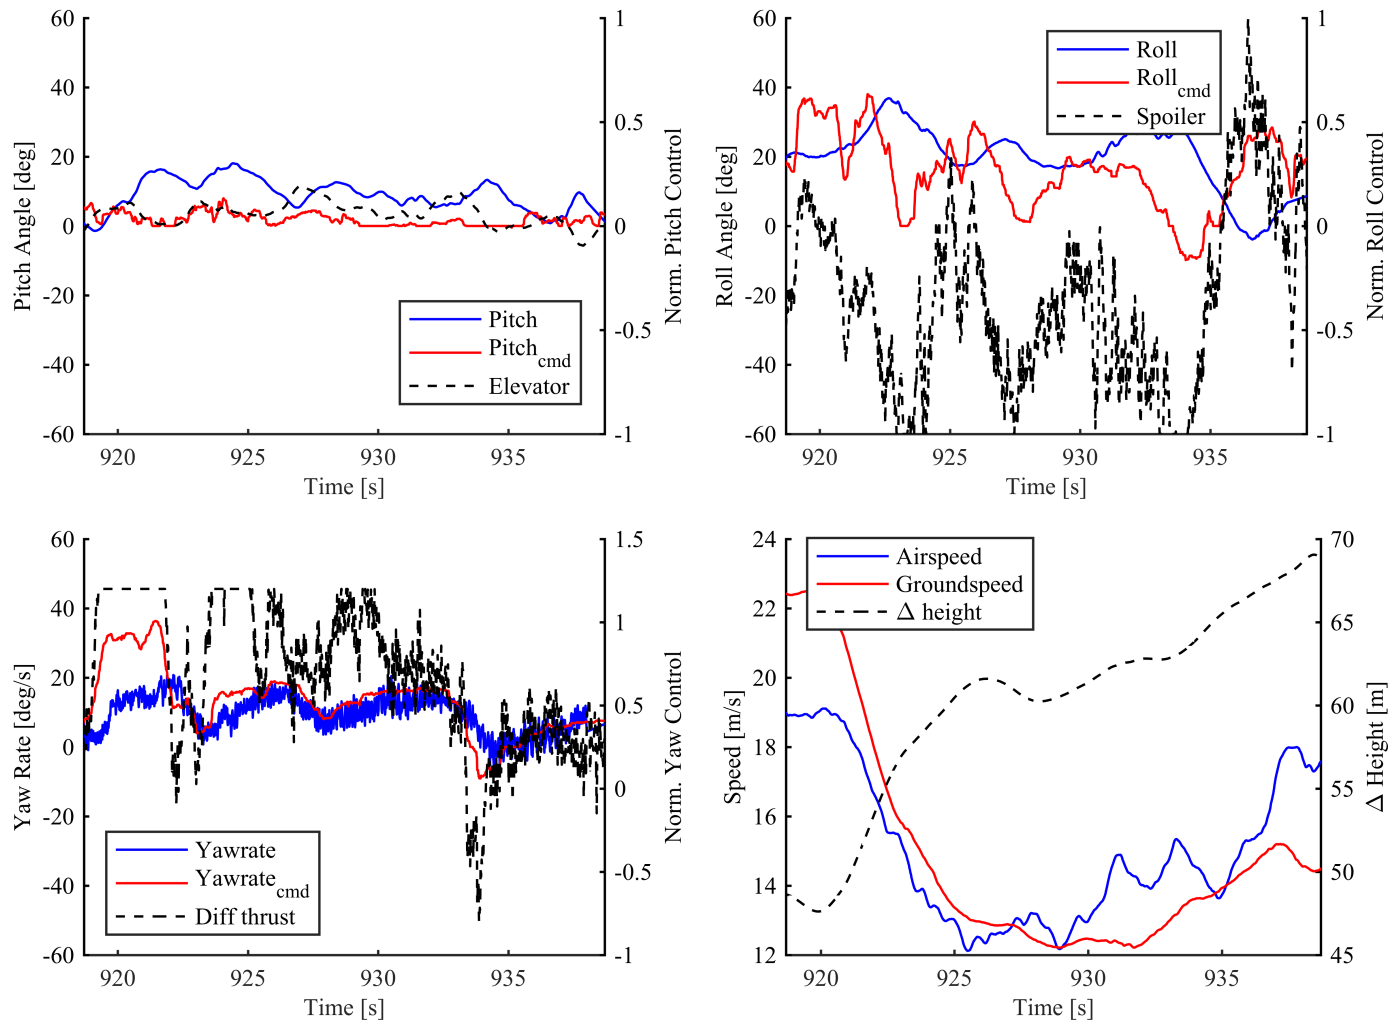 60
40
20
0
-20
-40
-60
Pitch Angle [deg]
1
0.5
0
-0.5
-1
Norm. Pitch Control
Pitch
Pitch_cmd
Elevator
920 925 930 935
Time [s]
60
40
20
0
-20
-40
-60
Roll Angle [deg]
1
0.5
0
-0.5
-1
Norm. Roll Control
Roll
Roll_cmd
Spoiler
920 925 930 935
Time [s]
60
40
20
0
-20
-40
-60
Yaw Rate [deg/s]
1.5
1
0.5
0
-0.5
-1
Norm. Yaw Control
Yawrate
Yawrate_cmd
Diff thrust
920 925 930 935
Time [s]
24
22
20
18
16
14
12
Speed [m/s]
70
65
60
55
50
45
Δ Height [m]
Airspeed
Groundspeed
Δ height
920 925 930 935
Time [s]